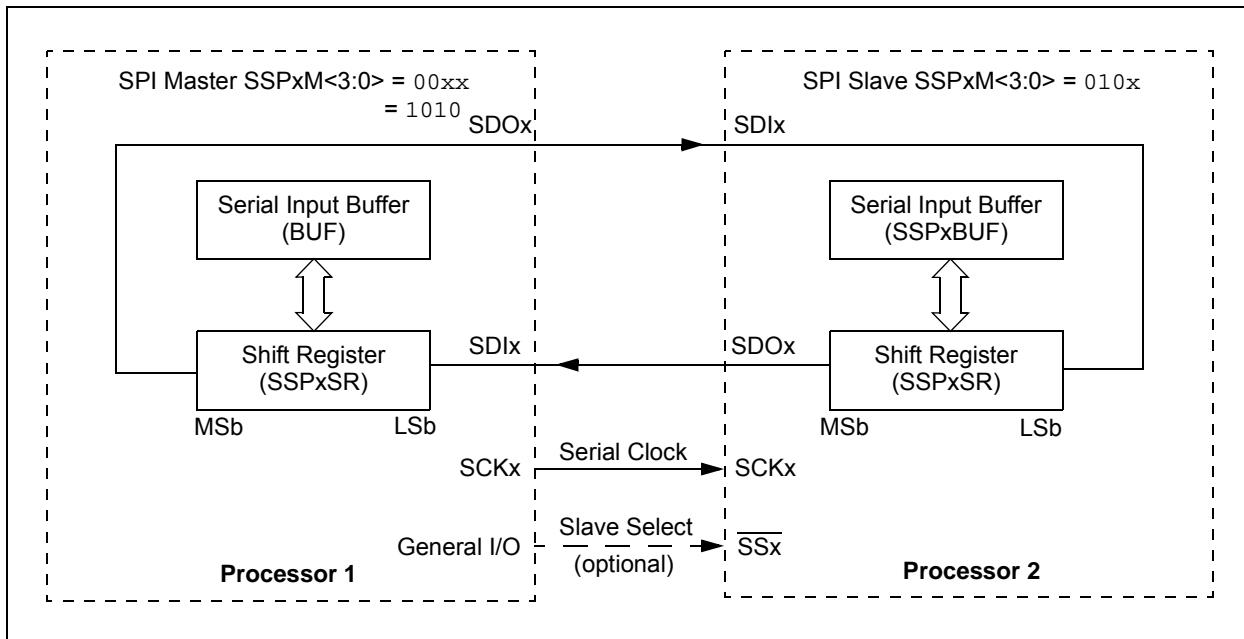 SPI Master SSPxM<3:0> = 00xx
= 1010
SDOx
Serial Input Buffer
(BUF)
Shift Register
(SSPxSR)
MSb
LSb
SDIx
SCKx
General I/O
Processor 1
Serial Clock
Slave Select
(optional)
SPI Slave SSPxM<3:0> = 010x
SDIx
Serial Input Buffer
(SSPxBUF)
SDOx
Shift Register
(SSPxSR)
MSb
LSb
SCKx
SSx
Processor 2